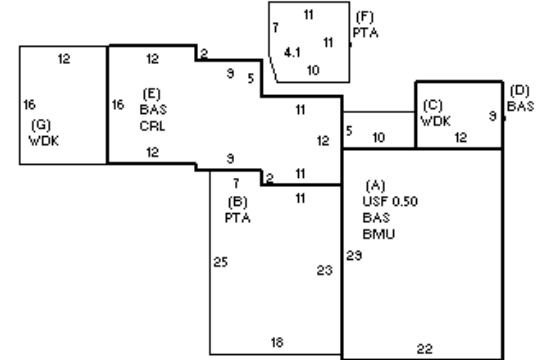 11
(F)
PTA
7
4.1
11
10
12
12
2
9
5
16
(G)
WDK
16
(E)
BAS
CRL
11
12
12
9
2
11
5
10
(C)
WDK
12
9
(D)
BAS
7
(B)
PTA
11
25
23
18
(A)
USF 0.50
BAS
BMU
29
22